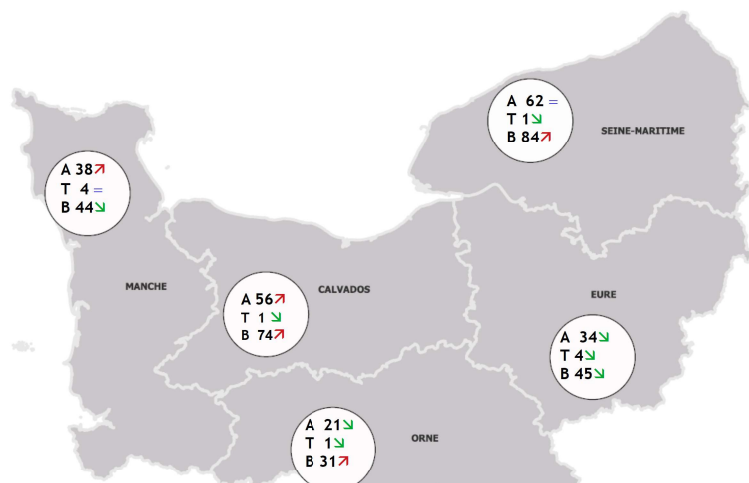 A 62 =
T 1↘
B 84↗
SEINE-MARITIME
A 38↗
T 4 =
B 44↘
MANCHE
A 56↗
T 1 ↘
B 74↗
CALVADOS
EURE
A 34↘
T 4↘
B 45↘
A 21↘
T 1↘
B 31↗
ORNE